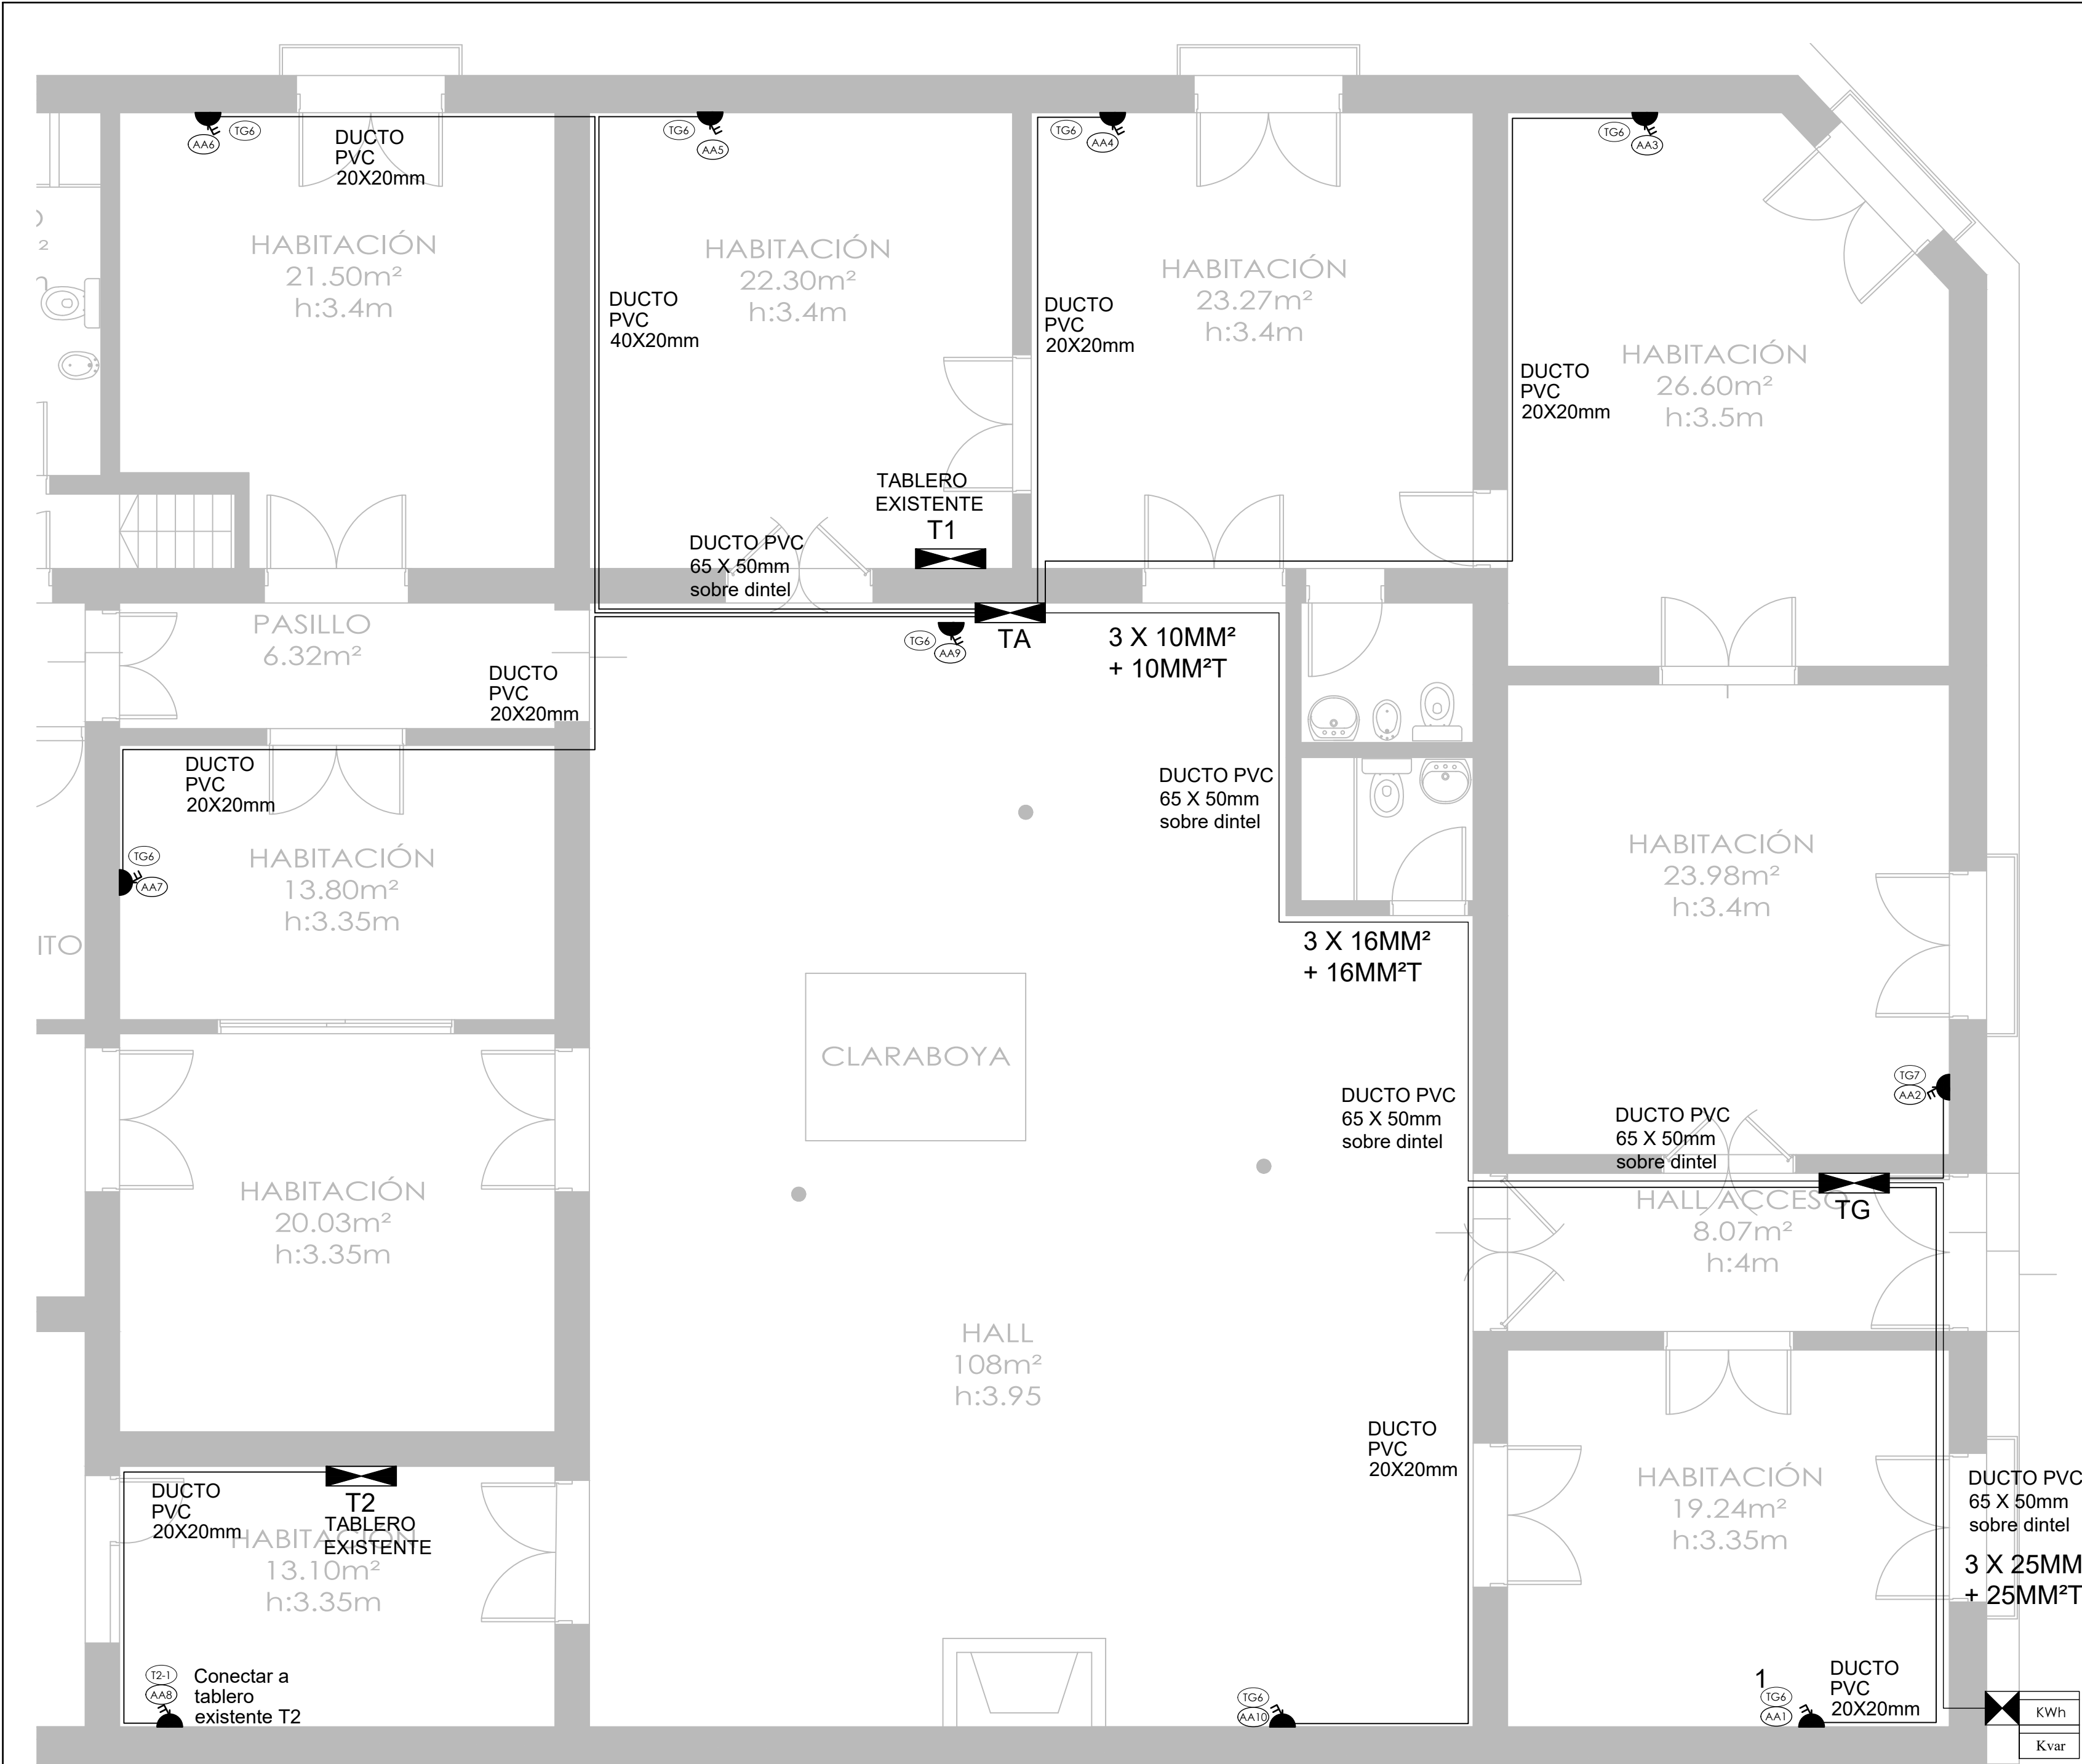 TG6
AA6
DUCTO
PVC
20X20mm
TG6
AA5
TG6
AA4
TG6
AA3
HABITACIÓN
21.50m²
h:3.4m
HABITACIÓN
22.30m²
h:3.4m
HABITACIÓN
23.27m²
h:3.4m
HABITACIÓN
26.60m²
h:3.5m
DUCTO
PVC
40X20mm
DUCTO
PVC
20X20mm
DUCTO
PVC
20X20mm
TABLERO
EXISTENTE
T1
DUCTO PVC
65 X 50mm
sobre dintel
PASILLO
6.32m²
TG6
AA9
TA
3 X 10MM²
+ 10MM²T
DUCTO
PVC
20X20mm
DUCTO
PVC
20X20mm
DUCTO PVC
65 X 50mm
sobre dintel
TG6
AA7
HABITACIÓN
13.80m²
h:3.35m
HABITACIÓN
23.98m²
h:3.4m
ITO
3 X 16MM²
+ 16MM²T
CLARABOYA
DUCTO PVC
65 X 50mm
sobre dintel
TG7
AA2
DUCTO PVC
65 X 50mm
sobre dintel
HABITACIÓN
20.03m²
h:3.35m
HALL ACCESO
8.07m²
h:4m
TG
HALL
108m²
h:3.95
DUCTO
PVC
20X20mm
HABITACIÓN
19.24m²
h:3.35m
DUCTO PVC
65 X 50mm
sobre dintel
3 X 25MM
+ 25MM²T
DUCTO
PVC
20X20mm
T2
TABLERO
EXISTENTE
HABITACIÓN
13.10m²
h:3.35m
T2-1
AA8
Conectar a
tablero
existente T2
TG6
AA10
1
TG6
AA1
DUCTO
PVC
20X20mm
KWh
Kvar